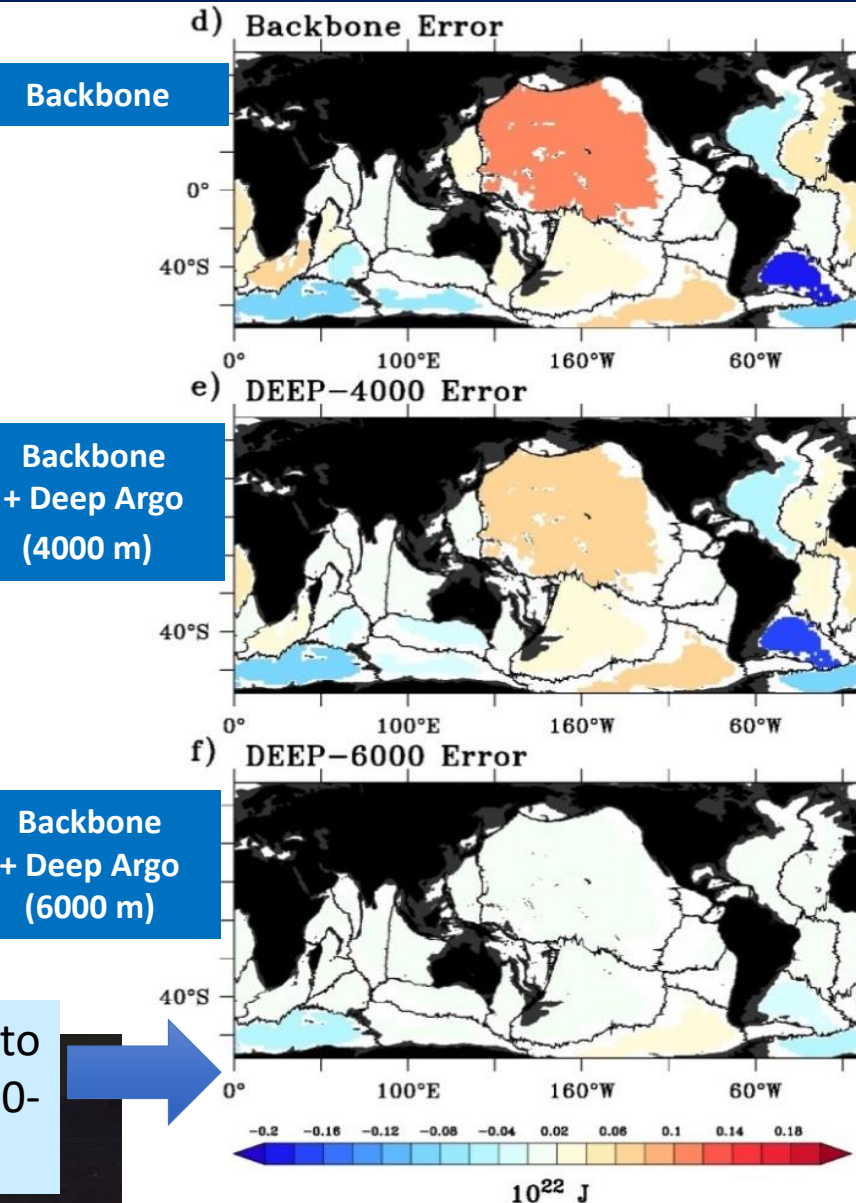 d) Backbone Error
Backbone
0°
40°S
0° 100°E 160°W 60°W
e) DEEP-4000 Error
Backbone
+ Deep Argo
(4000 m)
40°S
0° 100°E 160°W 60°W
f) DEEP-6000 Error
Backbone
+ Deep Argo
(6000 m)
40°S
to
0-
0° 100°E 160°W 60°W
-0.2 -0.16 -0.12 -0.08 -0.04 0.02 0.06 0.1 0.14 0.18
10²² J